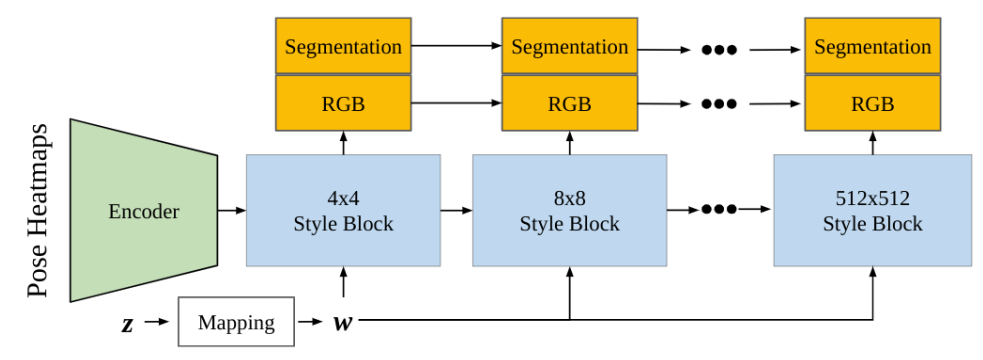 Segmentation
Segmentation
Segmentation
RGB
RGB
RGB
Pose Heatmaps
Encoder
4x4
Style Block
8x8
Style Block
512x512
Style Block
z
Mapping
w